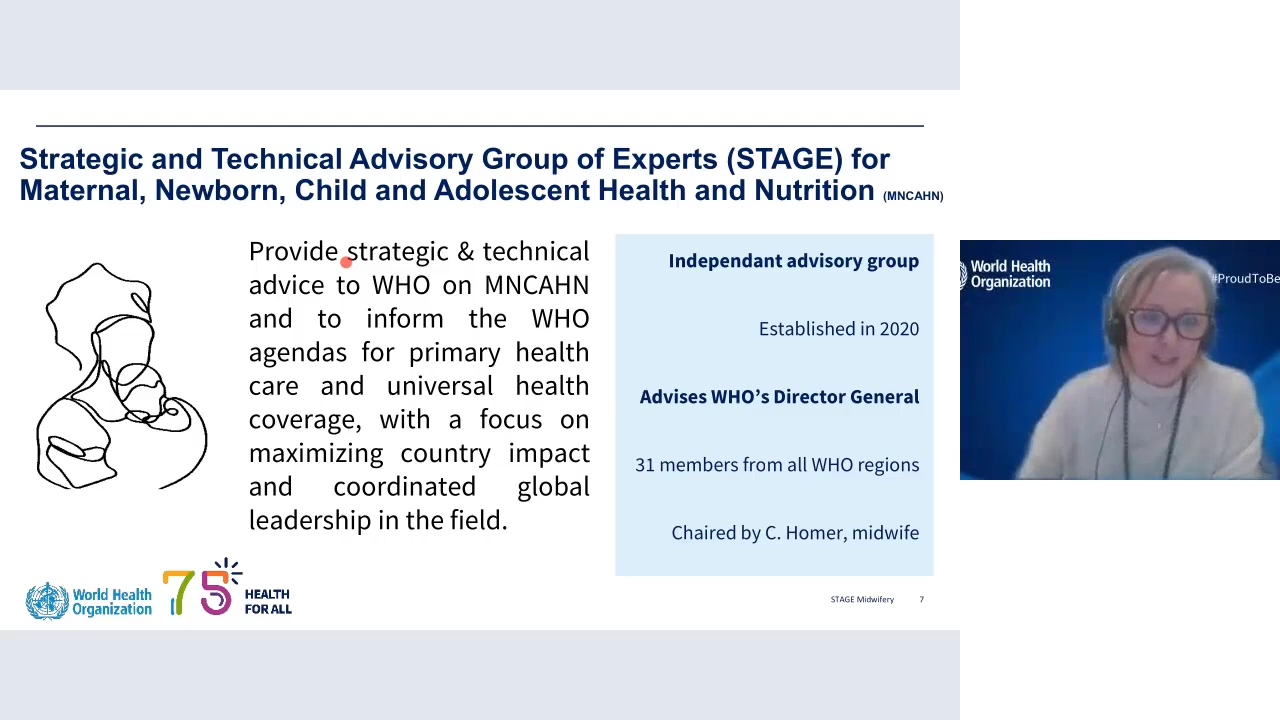 Strategic and Technical Advisory Group of Experts (STAGE) for
Maternal, Newborn, Child and Adolescent Health and Nutrition (MNCAHN)
Provide strategic & technical
advice to WHO on MNCAHN
and to inform the WHO
agendas for primary health
care and universal health
coverage, with a focus on
maximizing country impact
and coordinated global
leadership in the field.
Independant advisory group
Established in 2020
Advises WHO’s Director General
31 members from all WHO regions
Chaired by C. Homer, midwife
World Health
Organization
75
HEALTH
FOR ALL
STAGE Midwifery 7
World Health
Organization
#ProudToBe